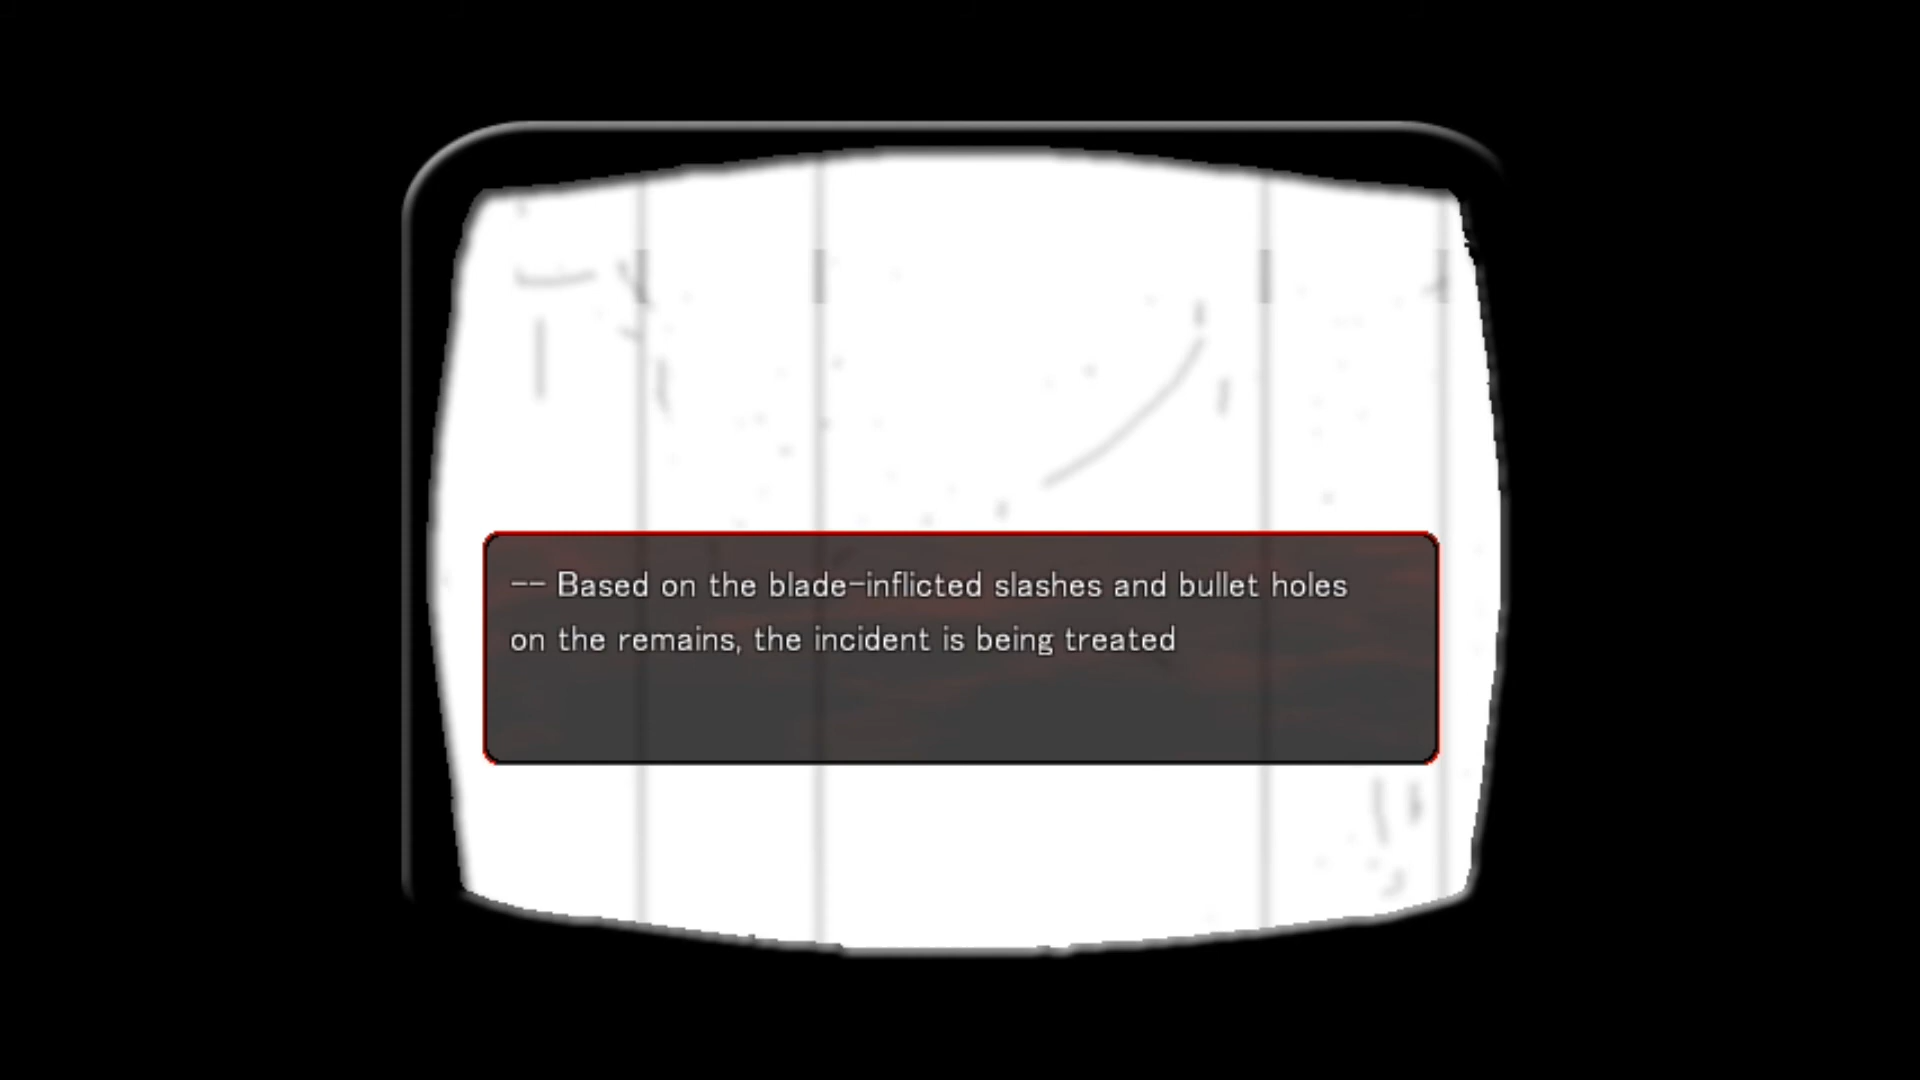 -- Based on the blade-inflicted slashes and bullet holes
on the remains, the incident is being treated